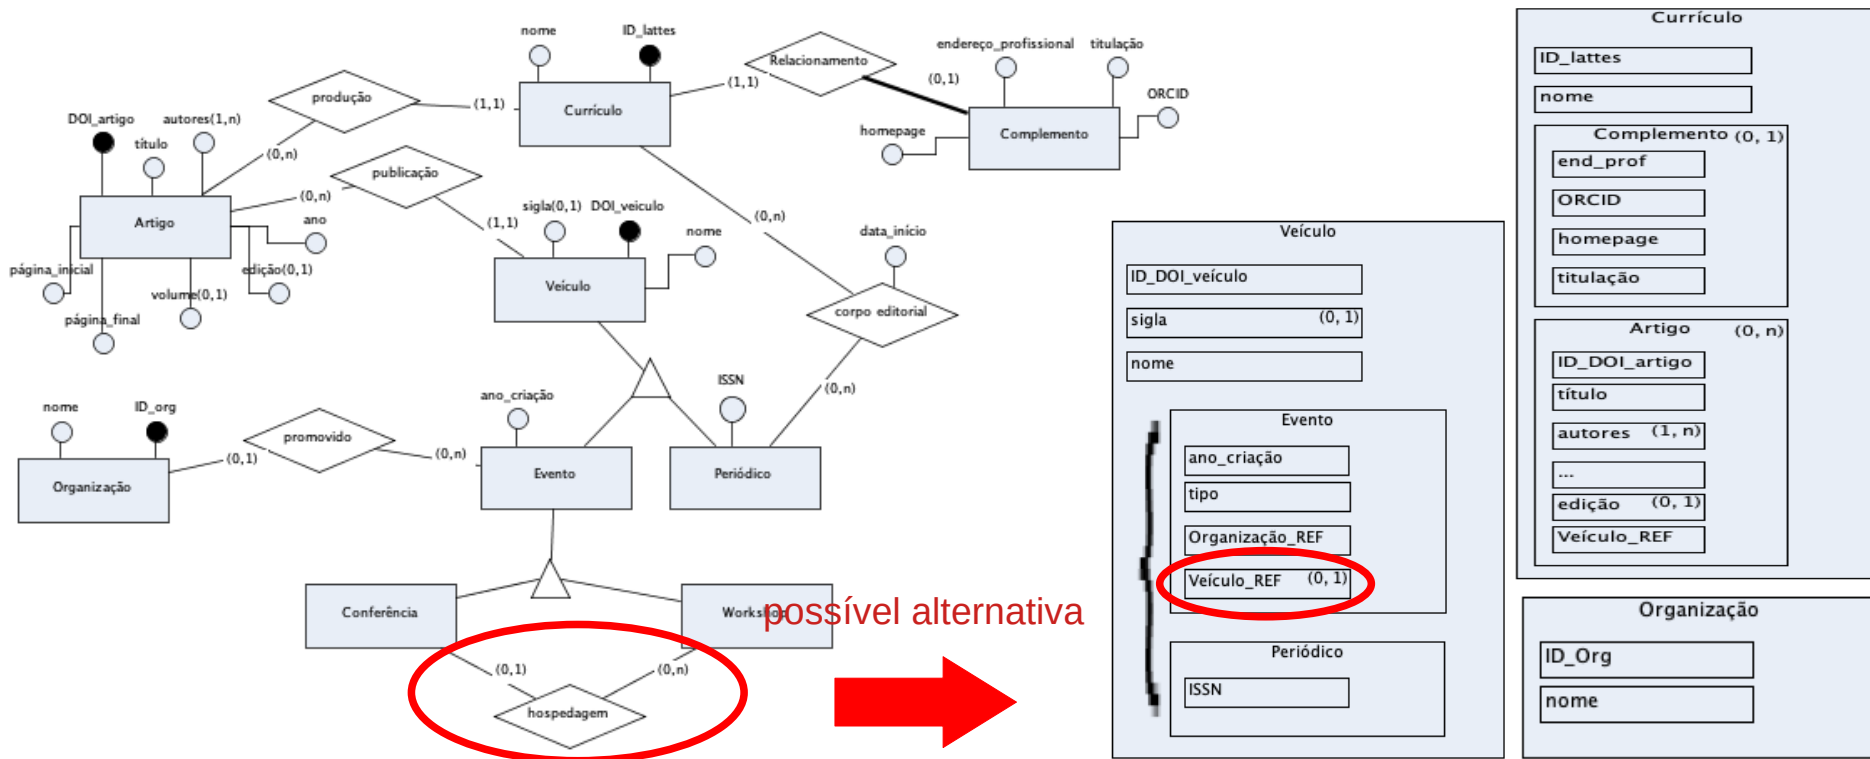 nome
ID_lattes
Currículo
(1,1)
produção
(1,1)
(0,n)
Relacionamento
(0,1)
endereço_profissional
titulação
ORCID
homepage
Complemento
DOI_artigo
autores(1,n)
título
Artigo
ano
página_inicial
página_final
volume(0,1)
edição(0,1)
publicação
(0,n)
(1,1)
sigla(0,1)
DOI_veiculo
nome
Veículo
(0,n)
data_início
corpo editorial
(0,n)
ISSN
Periódico
ano_criação
Evento
nome
ID_org
Organização
(0,1)
promovido
(0,n)
Conferência
Workshop
(0,1)
(0,n)
hospedagem
possível alternativa
Veículo
ID_DOI_veículo
sigla (0, 1)
nome
Evento
ano_criação
tipo
Organização_REF
Veículo_REF (0, 1)
Periódico
ISSN
Currículo
ID_lattes
nome
Complemento (0, 1)
end_prof
ORCID
homepage
titulação
Artigo (0, n)
ID_DOI_artigo
título
autores (1, n)
...
edição (0, 1)
Veículo_REF
Organização
ID_Org
nome